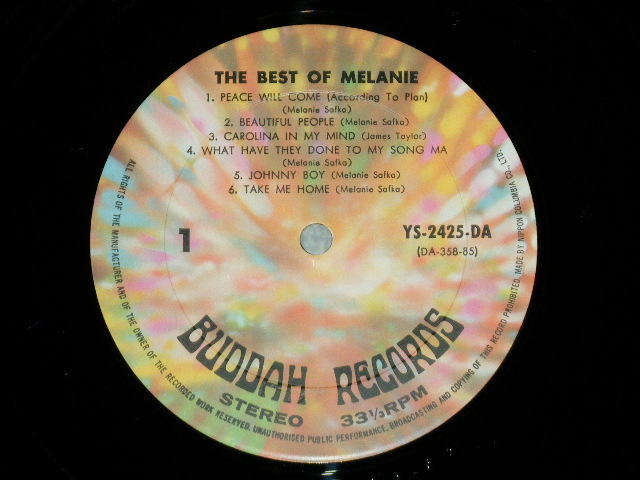 THE BEST OF MELANIE
1. PEACE WILL COME (According To Plan)
(Melanie Safka)
2. BEAUTIFUL PEOPLE (Melanie Safka)
3. CAROLINA IN MY MIND (James Taylor)
4. WHAT HAVE THEY DONE TO MY SONG MA
(Melanie Safka)
5. JOHNNY BOY (Melanie Safka)
6. TAKE ME HOME (Melanie Safka)
1
YS-2425-DA
(DA-358-85)
BUDDAH RECORDS
STEREO 33 1/3 RPM
ALL RIGHTS OF THE MANUFACTURER AND OF THE OWNER OF THE RECORDED WORK RESERVED. UNAUTHORISED PUBLIC PERFORMANCE, BROADCASTING AND COPYING OF THIS RECORD PROHIBITED. MADE BY NIPPON COLUMBIA CO., LTD.